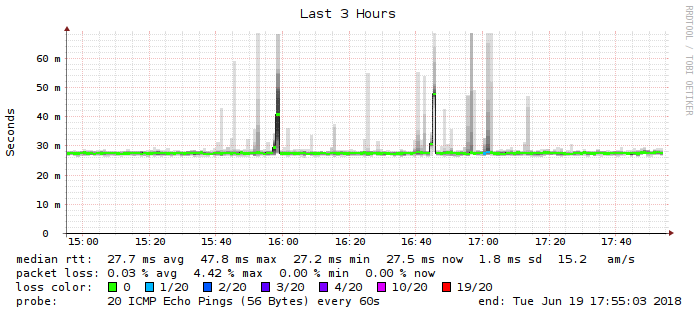 Last 3 Hours
RRDTOOL / TOBI OETIKER
Seconds
60 m
50 m
40 m
30 m
20 m
10 m
0
15:00 15:20 15:40 16:00 16:20 16:40 17:00 17:20 17:40
median rtt: 27.7 ms avg 47.8 ms max 27.2 ms min 27.5 ms now 1.8 ms sd 15.2 am/s
packet loss: 0.03 % avg 4.42 % max 0.00 % min 0.00 % now
loss color: 0 1/20 2/20 3/20 4/20 10/20 19/20
probe: 20 ICMP Echo Pings (56 Bytes) every 60s end: Tue Jun 19 17:55:03 2018